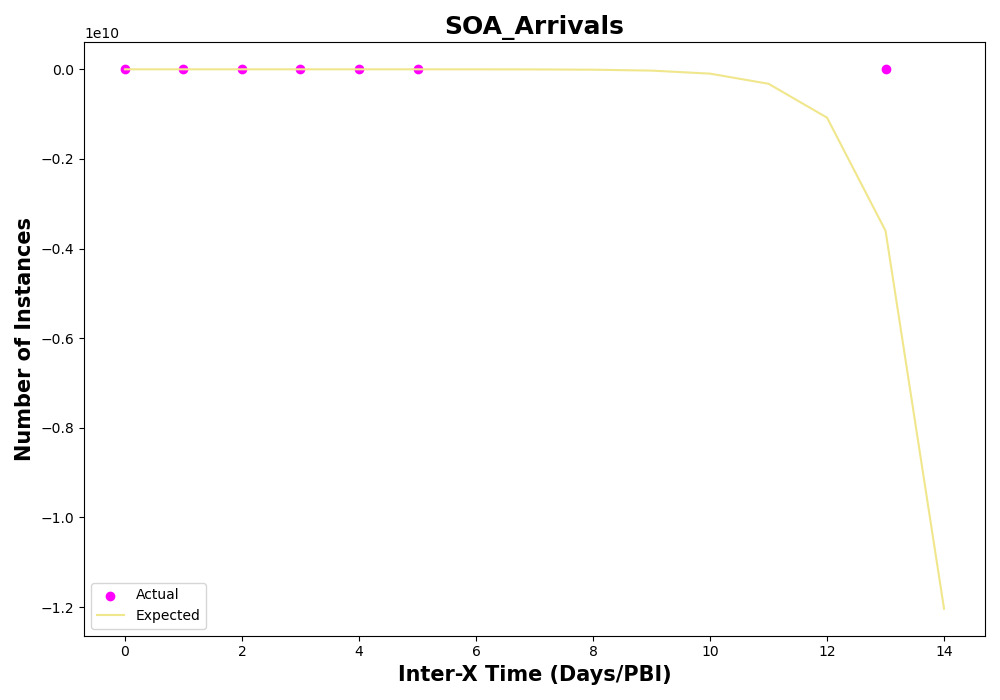 SOA_Arrivals
1e10
0.0
−0.2
−0.4
−0.6
−0.8
−1.0
−1.2
Number of Instances
Actual
Expected
0 2 4 6 8 10 12 14
Inter-X Time (Days/PBI)